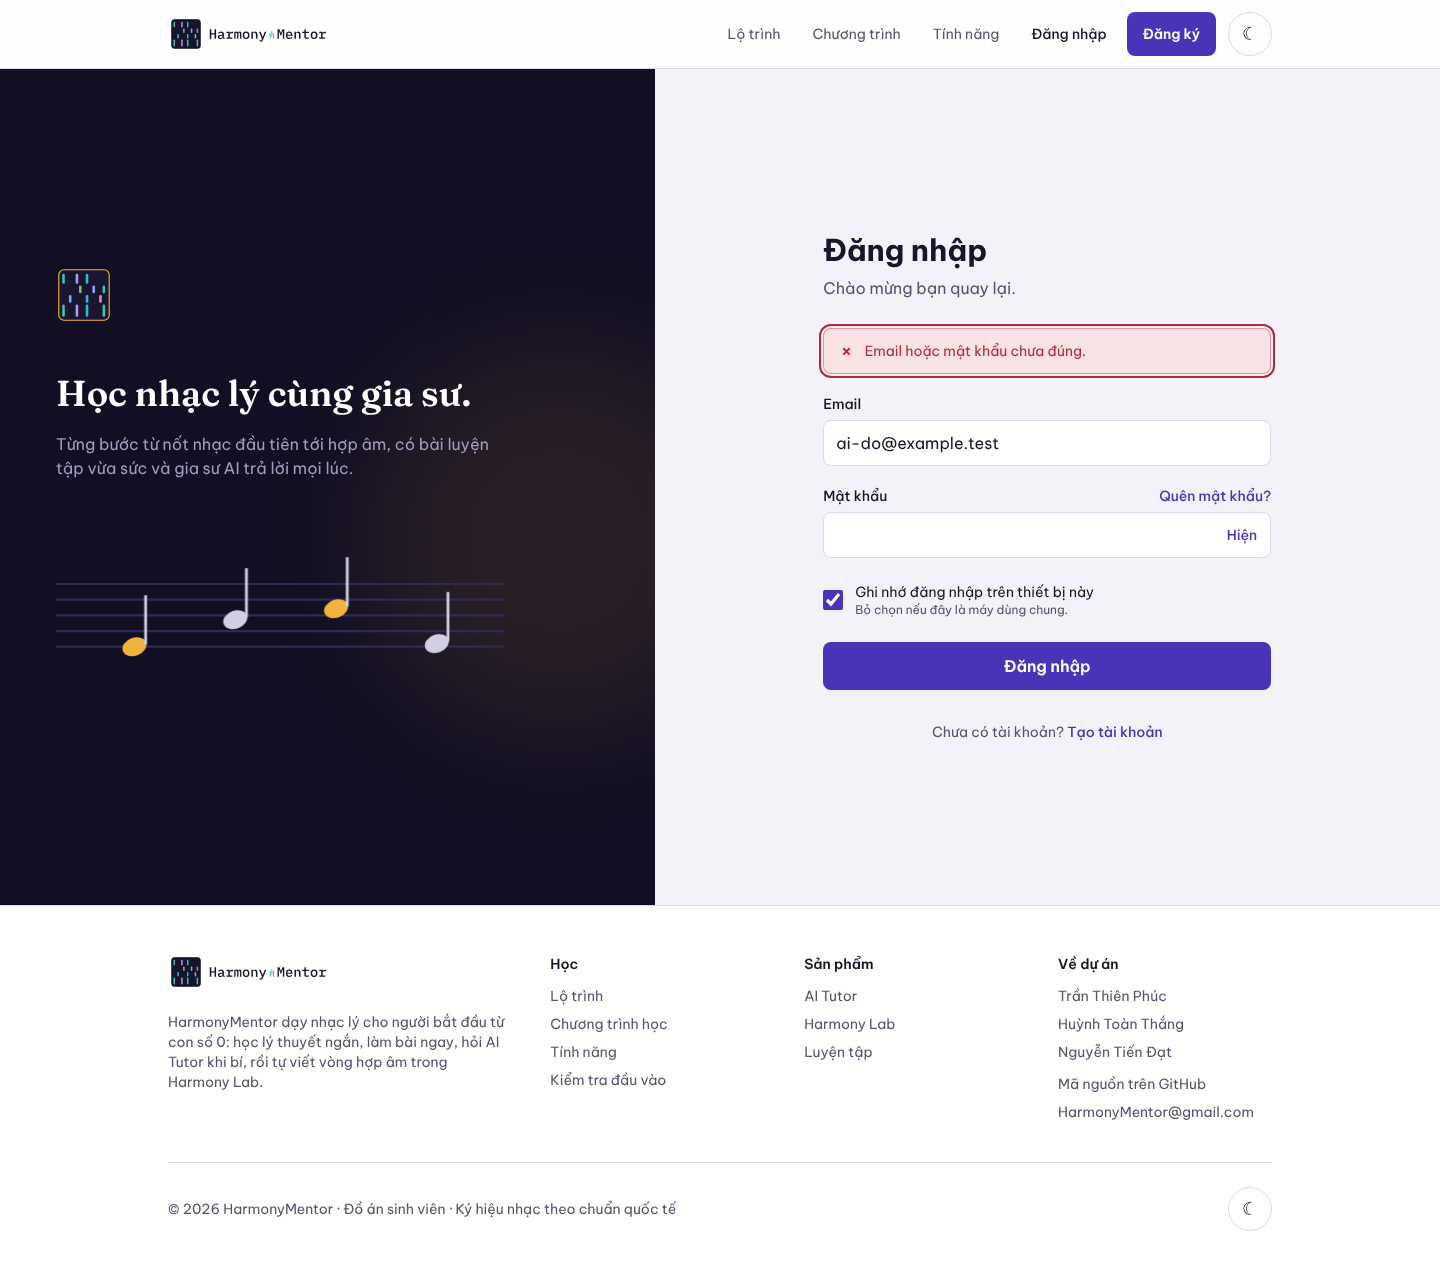 Harmony Mentor
Lộ trình
Chương trình
Tính năng
Đăng nhập
Đăng ký
Học nhạc lý cùng gia sư.
Từng bước từ nốt nhạc đầu tiên tới hợp âm, có bài luyện
tập vừa sức và gia sư AI trả lời mọi lúc.
Đăng nhập
Chào mừng bạn quay lại.
× Email hoặc mật khẩu chưa đúng.
Email
ai-do@example.test
Mật khẩu
Quên mật khẩu?
Hiện
Ghi nhớ đăng nhập trên thiết bị này
Bỏ chọn nếu đây là máy dùng chung.
Đăng nhập
Chưa có tài khoản? Tạo tài khoản
Harmony Mentor
HarmonyMentor dạy nhạc lý cho người bắt đầu từ
con số 0: học lý thuyết ngắn, làm bài ngay, hỏi AI
Tutor khi bí, rồi tự viết vòng hợp âm trong
Harmony Lab.
Học
Lộ trình
Chương trình học
Tính năng
Kiểm tra đầu vào
Sản phẩm
AI Tutor
Harmony Lab
Luyện tập
Về dự án
Trần Thiên Phúc
Huỳnh Toàn Thắng
Nguyễn Tiến Đạt
Mã nguồn trên GitHub
HarmonyMentor@gmail.com
© 2026 HarmonyMentor · Đồ án sinh viên · Ký hiệu nhạc theo chuẩn quốc tế